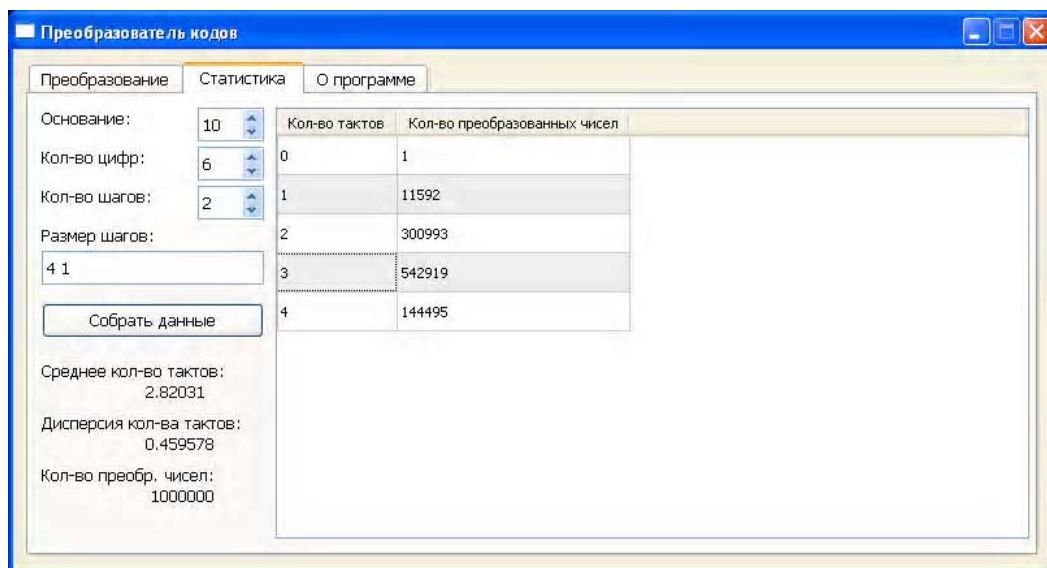 Преобразователь кодов
Преобразование Статистика О программе
Основание: 10
Кол-во цифр: 6
Кол-во шагов: 2
Размер шагов:
4 1
Собрать данные
Среднее кол-во тактов:
2.82031
Дисперсия кол-ва тактов:
0.459578
Кол-во преобр. чисел:
1000000
Кол-во тактов Кол-во преобразованных чисел
0 1
1 11592
2 300993
3 542919
4 144495